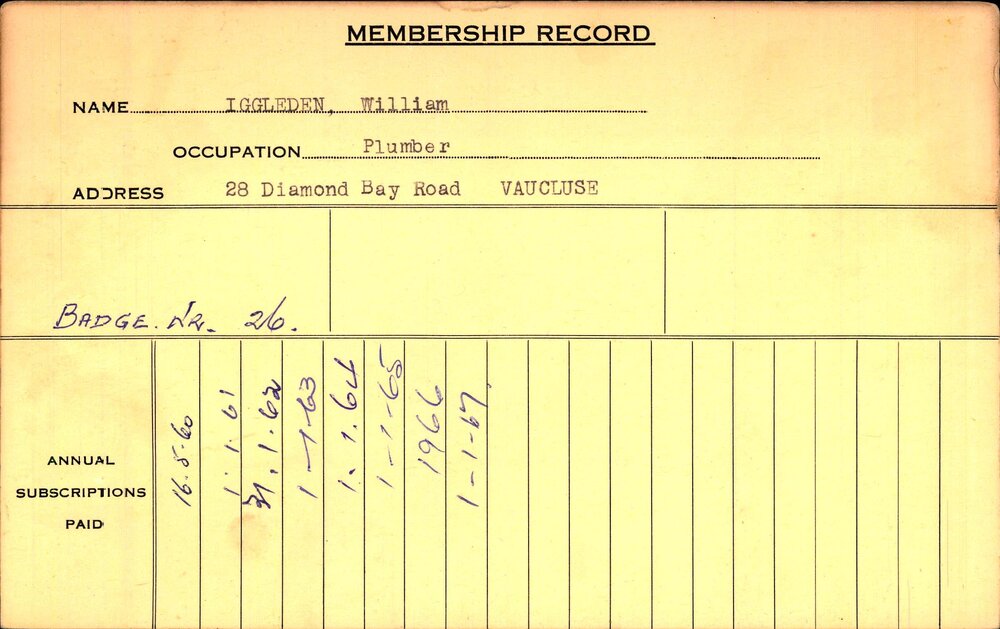 MEMBERSHIP RECORD
NAME IGGLEDEN, William
OCCUPATION Plumber
ADDRESS 28 Diamond Bay Road VAUCLUSE
BADGE. Nr. 26.
ANNUAL
SUBSCRIPTIONS
PAID
16.5.60
1.1.61
31.1.62
1-1-63
1.1.64
1-1-65
1966
1-1-67